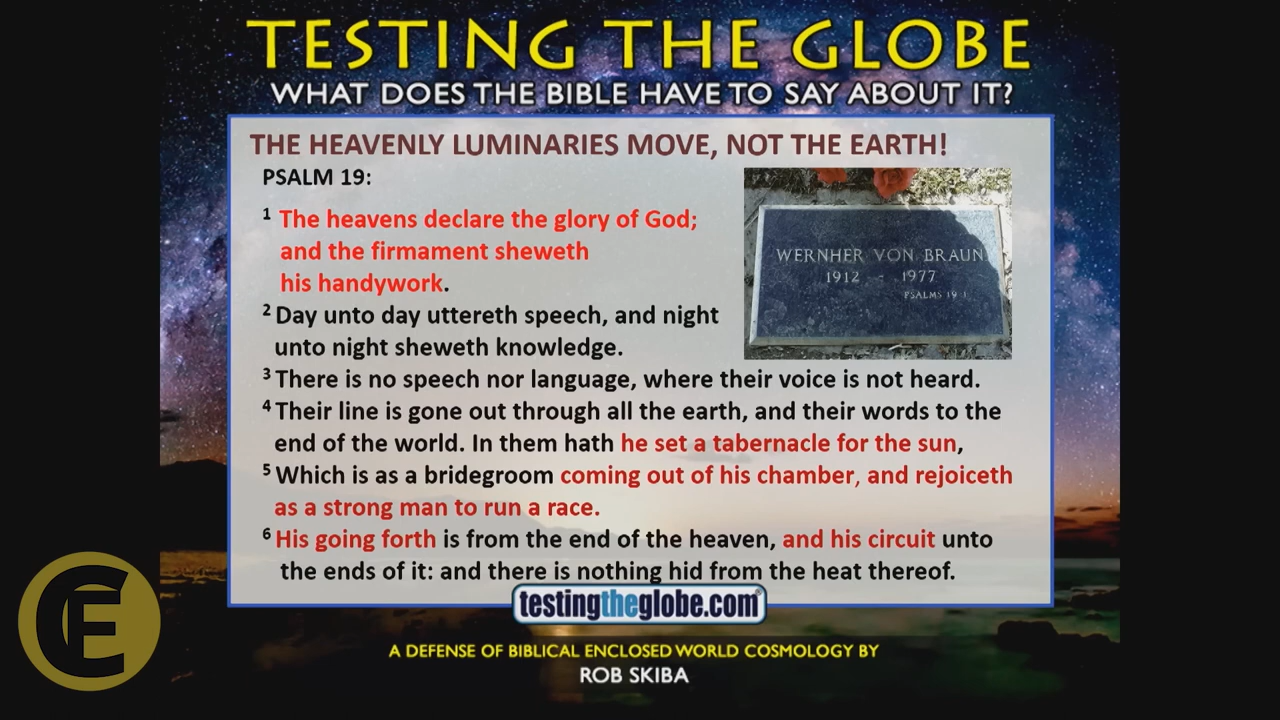 TESTING THE GLOBE
WHAT DOES THE BIBLE HAVE TO SAY ABOUT IT?
THE HEAVENLY LUMINARIES MOVE, NOT THE EARTH!
PSALM 19:
1 The heavens declare the glory of God;
and the firmament sheweth
his handywork.
WERNHER VON BRAUN
1912 - 1977
PSALMS 19 1
2 Day unto day uttereth speech, and night
unto night sheweth knowledge.
3 There is no speech nor language, where their voice is not heard.
4 Their line is gone out through all the earth, and their words to the
end of the world. In them hath he set a tabernacle for the sun,
5 Which is as a bridegroom coming out of his chamber, and rejoiceth
as a strong man to run a race.
6 His going forth is from the end of the heaven, and his circuit unto
the ends of it: and there is nothing hid from the heat thereof.
testingtheglobe.com
A DEFENSE OF BIBLICAL ENCLOSED WORLD COSMOLOGY BY
ROB SKIBA
CE